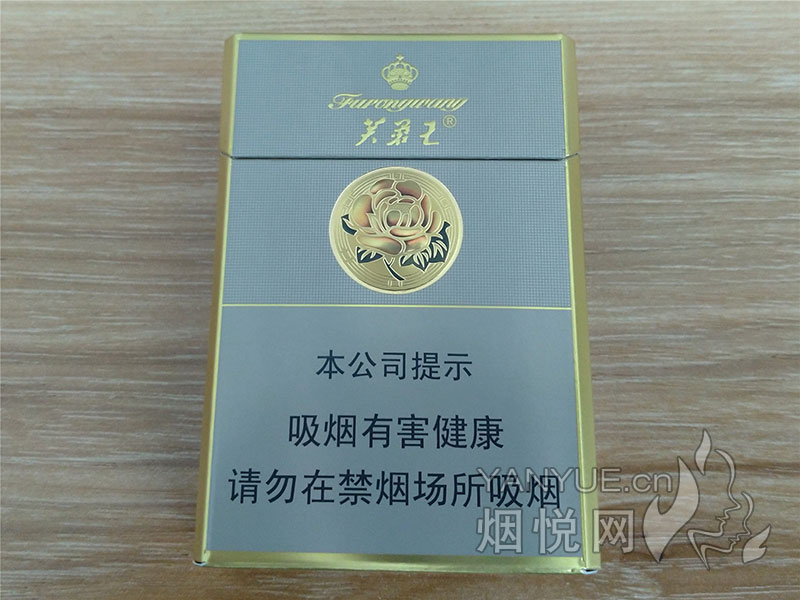 Furongwang
芙蓉王®
本公司提示
吸烟有害健康
请勿在禁烟场所吸烟
YANYUE.cn
烟悦网